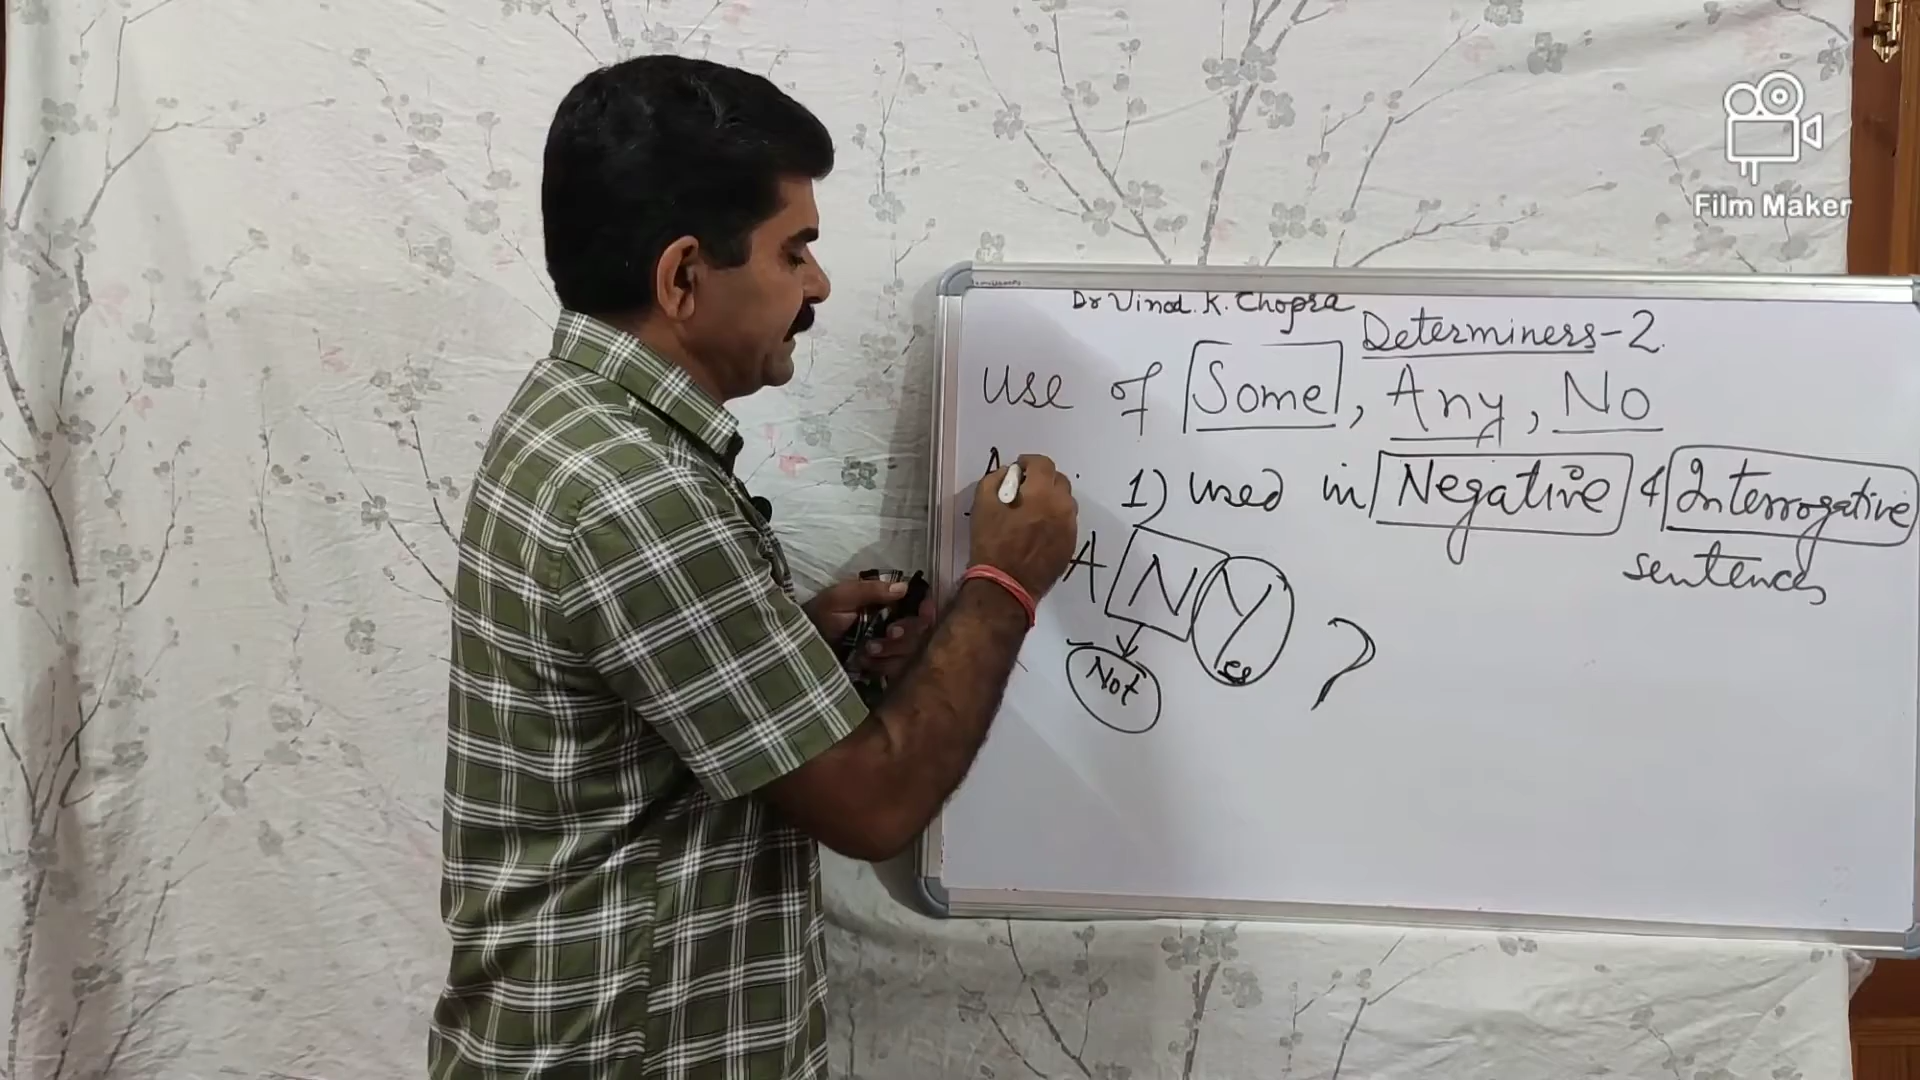 Film Maker
Dr Vinod. K. Chopra
Determiners-2.
Use of Some, Any, No
1) used in Negative & Interrogative
sentences
A N Y
es
Not
?